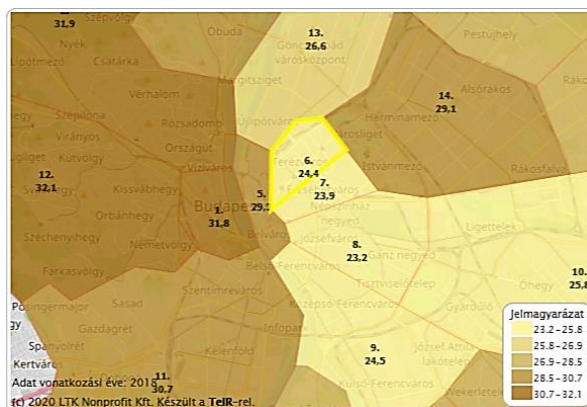 31,9
Szépvölgy
Óbuda
13.
26,6
Pestújhely
Nyék
Csatárka
Lipótmező
városközpont
Margitsziget
14.
29,1
Alsórákos
Vérhalom
Szépilona
Rózsadomb
Újlipótváros
Herminamező
Virányos
Országút
Kútvölgy
Víziváros
6.
24,4
Istvánmező
Rákosfalva
12.
32,1
Kissvábhegy
5.
7.
23,9
Orbánhegy
1.
31,8
Budapest
Széchenyihegy
Németvölgy
Belváros
8.
23,2
Józsefváros
Ligettelek
Farkasvölgy
Belső-Ferencváros
Tisztviselőtelep
10.
25,8
Óhegy
Szentimreváros
Sasad
Középső-Ferencváros
Gyárdűlő
Gazdagrét
Infopark
Spanyolrét
Kelenföld
9.
24,5
József Attila-
lakótelep
Kertváros
11.
30,7
Külső-Ferencváros
Wekerletelep
Jelmagyarázat
23.2-25.8
25.8-26.9
26.9-28.5
28.5-30.7
30.7-32.1
Adat vonatkozási éve: 2018
(c) 2020 LTK Nonprofit Kft. Készült a TeIR-rel.